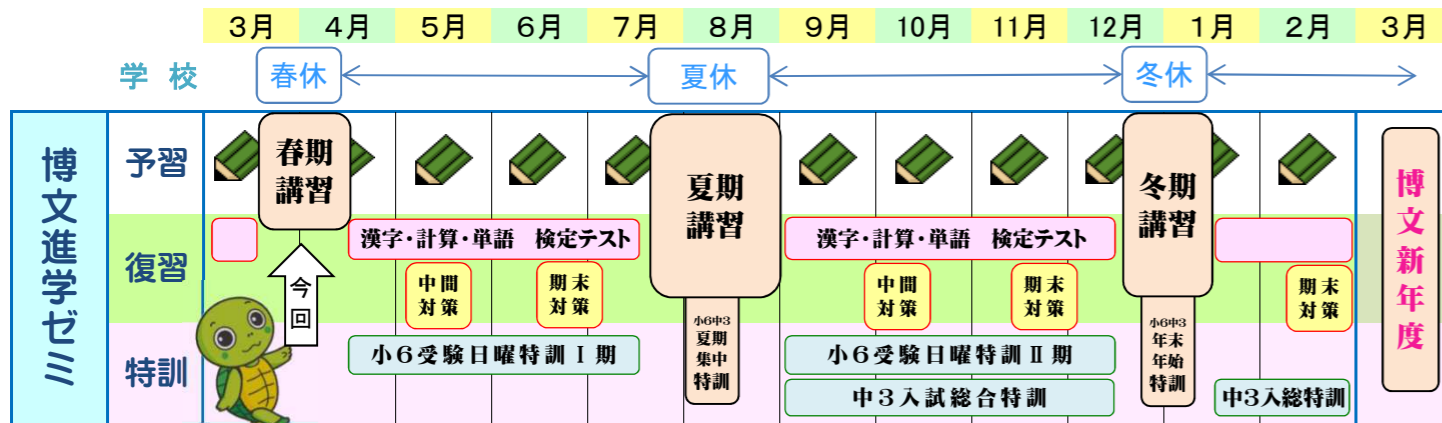 3月 4月 5月 6月 7月 8月 9月 10月 11月 12月 1月 2月 3月
学校 春休 夏休 冬休
博文進学ゼミ
予習
春期
講習
夏期
講習
冬期
講習
博文新年度
復習
漢字・計算・単語 検定テスト
漢字・計算・単語 検定テスト
中間
対策
期末
対策
中間
対策
期末
対策
期末
対策
今
回
特訓
小6受験日曜特訓Ⅰ期
小6中3
夏期
集中
特訓
小6受験日曜特訓Ⅱ期
中3入試総合特訓
小6中3
年末
年始
特訓
中3入総特訓